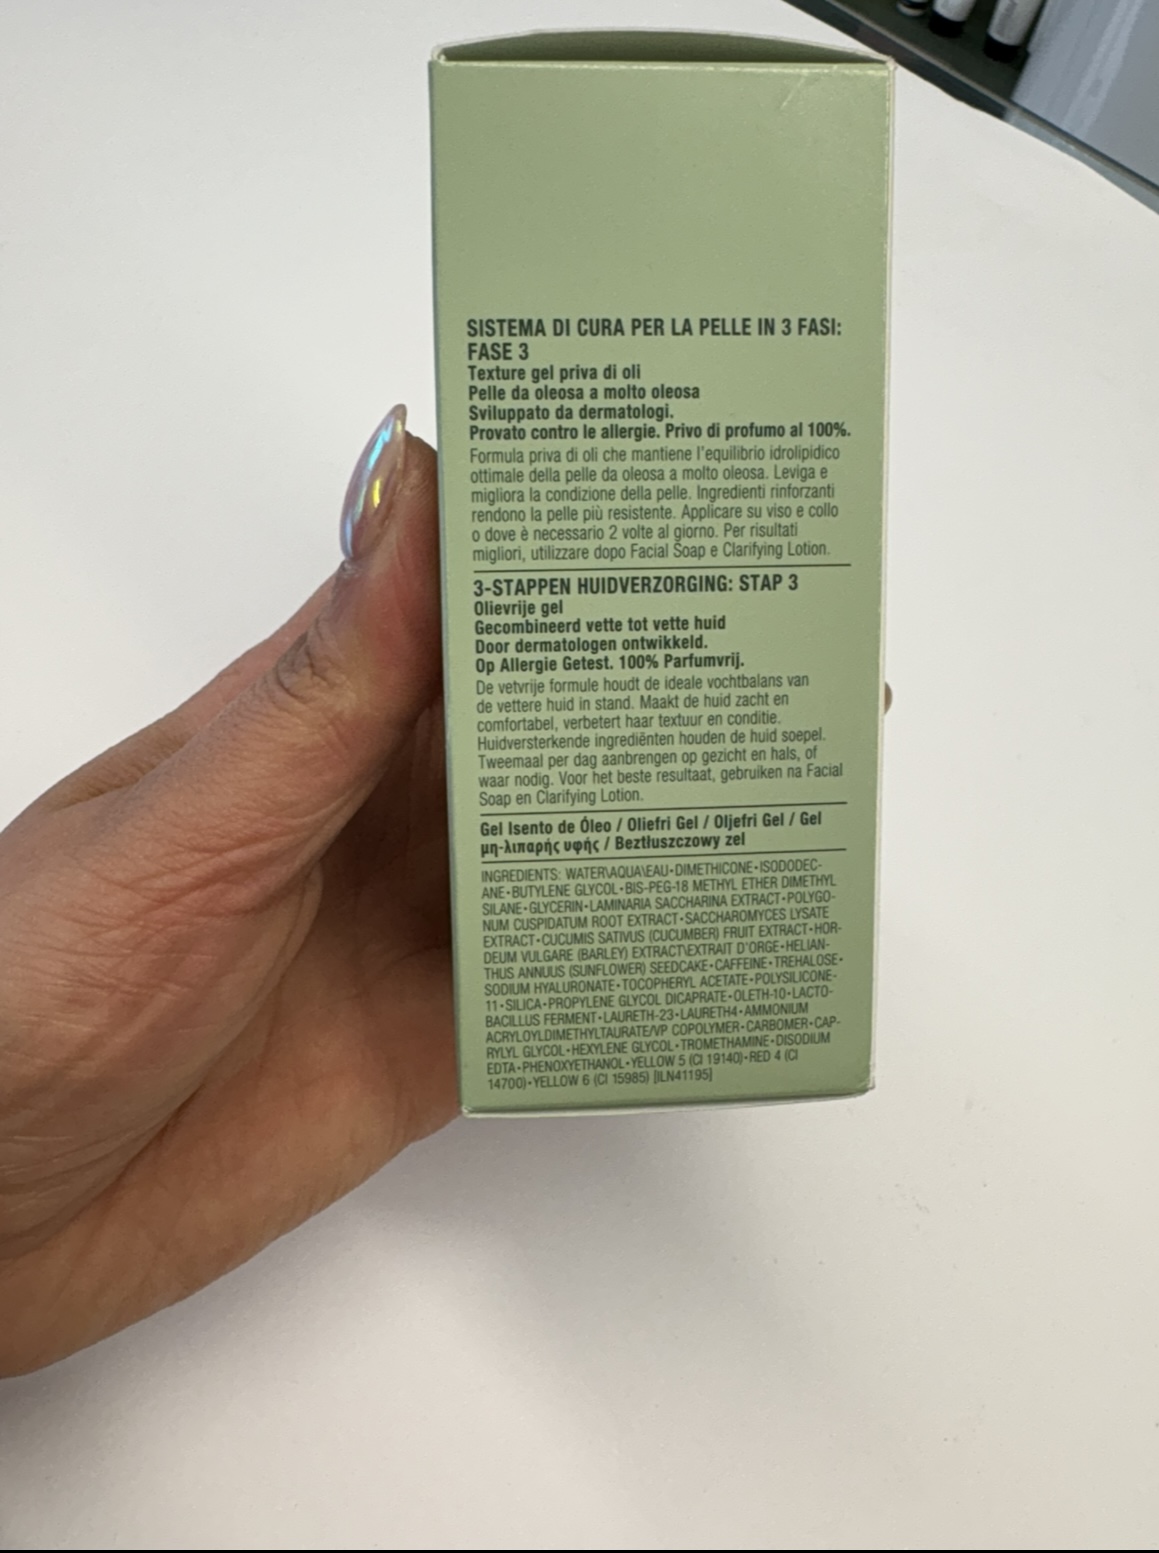 SISTEMA DI CURA PER LA PELLE IN 3 FASI:
FASE 3
Texture gel priva di oli
Pelle da oleosa a molto oleosa
Sviluppato da dermatologi.
Provato contro le allergie. Privo di profumo al 100%.
Formula priva di oli che mantiene l'equilibrio idrolipidico
ottimale della pelle da oleosa a molto oleosa. Leviga e
migliora la condizione della pelle. Ingredienti rinforzanti
rendono la pelle più resistente. Applicare su viso e collo
o dove è necessario 2 volte al giorno. Per risultati
migliori, utilizzare dopo Facial Soap e Clarifying Lotion.
3-STAPPEN HUIDVERZORGING: STAP 3
Olievrije gel
Gecombineerd vette tot vette huid
Door dermatologen ontwikkeld.
Op Allergie Getest. 100% Parfumvrij.
De vetvrije formule houdt de ideale vochtbalans van
de vettere huid in stand. Maakt de huid zacht en
comfortabel, verbetert haar textuur en conditie.
Huidversterkende ingrediënten houden de huid soepel.
Tweemaal per dag aanbrengen op gezicht en hals, of
waar nodig. Voor het beste resultaat, gebruiken na Facial
Soap en Clarifying Lotion.
Gel Isento de Óleo / Oliefri Gel / Oljefri Gel / Gel
μη-λιπαρής υφής / Beztłuszczowy zel
INGREDIENTS: WATER\AQUA\EAU•DIMETHICONE•ISODODEC-
ANE•BUTYLENE GLYCOL•BIS-PEG-18 METHYL ETHER DIMETHYL
SILANE•GLYCERIN•LAMINARIA SACCHARINA EXTRACT•POLYGO-
NUM CUSPIDATUM ROOT EXTRACT•SACCHAROMYCES LYSATE
EXTRACT•CUCUMIS SATIVUS (CUCUMBER) FRUIT EXTRACT•HOR-
DEUM VULGARE (BARLEY) EXTRACT\EXTRAIT D'ORGE•HELIAN-
THUS ANNUUS (SUNFLOWER) SEEDCAKE•CAFFEINE•TREHALOSE•
SODIUM HYALURONATE•TOCOPHERYL ACETATE•POLYSILICONE-
11•SILICA•PROPYLENE GLYCOL DICAPRATE•OLETH-10•LACTO-
BACILLUS FERMENT•LAURETH-23•LAURETH4•AMMONIUM
ACRYLOYLDIMETHYLTAURATE/VP COPOLYMER•CARBOMER•CAP-
RYLYL GLYCOL•HEXYLENE GLYCOL•TROMETHAMINE•DISODIUM
EDTA•PHENOXYETHANOL•YELLOW 5 (CI 19140)•RED 4 (CI
14700)•YELLOW 6 (CI 15985) [ILN41195]